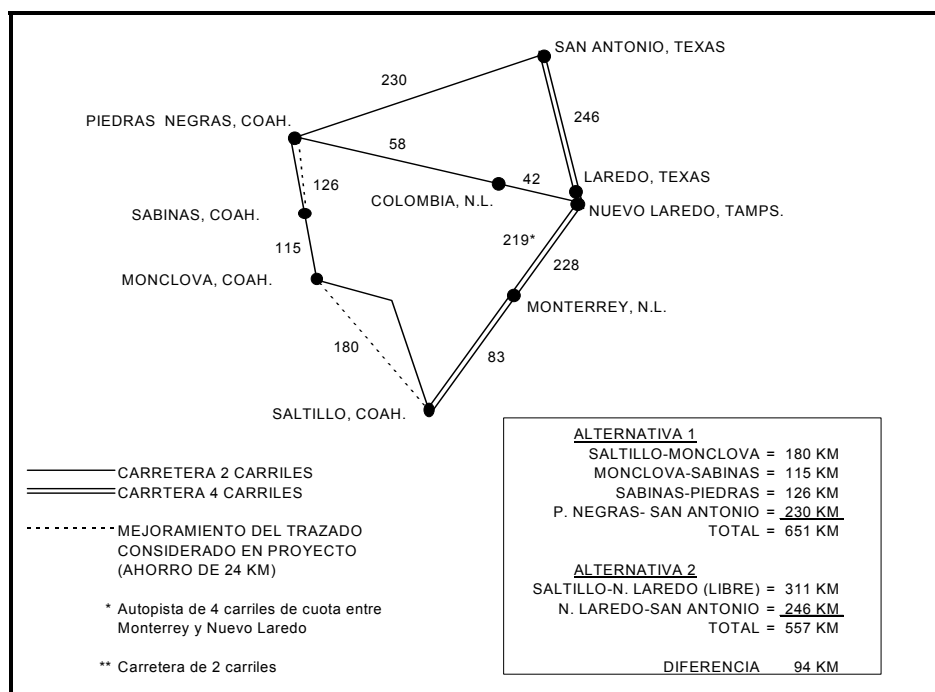 SAN ANTONIO, TEXAS
230
PIEDRAS NEGRAS, COAH.
246
58
126
42
LAREDO, TEXAS
COLOMBIA, N.L.
SABINAS, COAH.
NUEVO LAREDO, TAMPS.
219*
115
228
MONCLOVA, COAH.
MONTERREY, N.L.
180
83
SALTILLO, COAH.
CARRETERA 2 CARRILES
CARRTERA 4 CARRILES
MEJORAMIENTO DEL TRAZADO
CONSIDERADO EN PROYECTO
(AHORRO DE 24 KM)
* Autopista de 4 carriles de cuota entre
Monterrey y Nuevo Laredo
** Carretera de 2 carriles
ALTERNATIVA 1
SALTILLO-MONCLOVA = 180 KM
MONCLOVA-SABINAS = 115 KM
SABINAS-PIEDRAS = 126 KM
P. NEGRAS- SAN ANTONIO = 230 KM
TOTAL = 651 KM
ALTERNATIVA 2
SALTILLO-N. LAREDO (LIBRE) = 311 KM
N. LAREDO-SAN ANTONIO = 246 KM
TOTAL = 557 KM
DIFERENCIA 94 KM